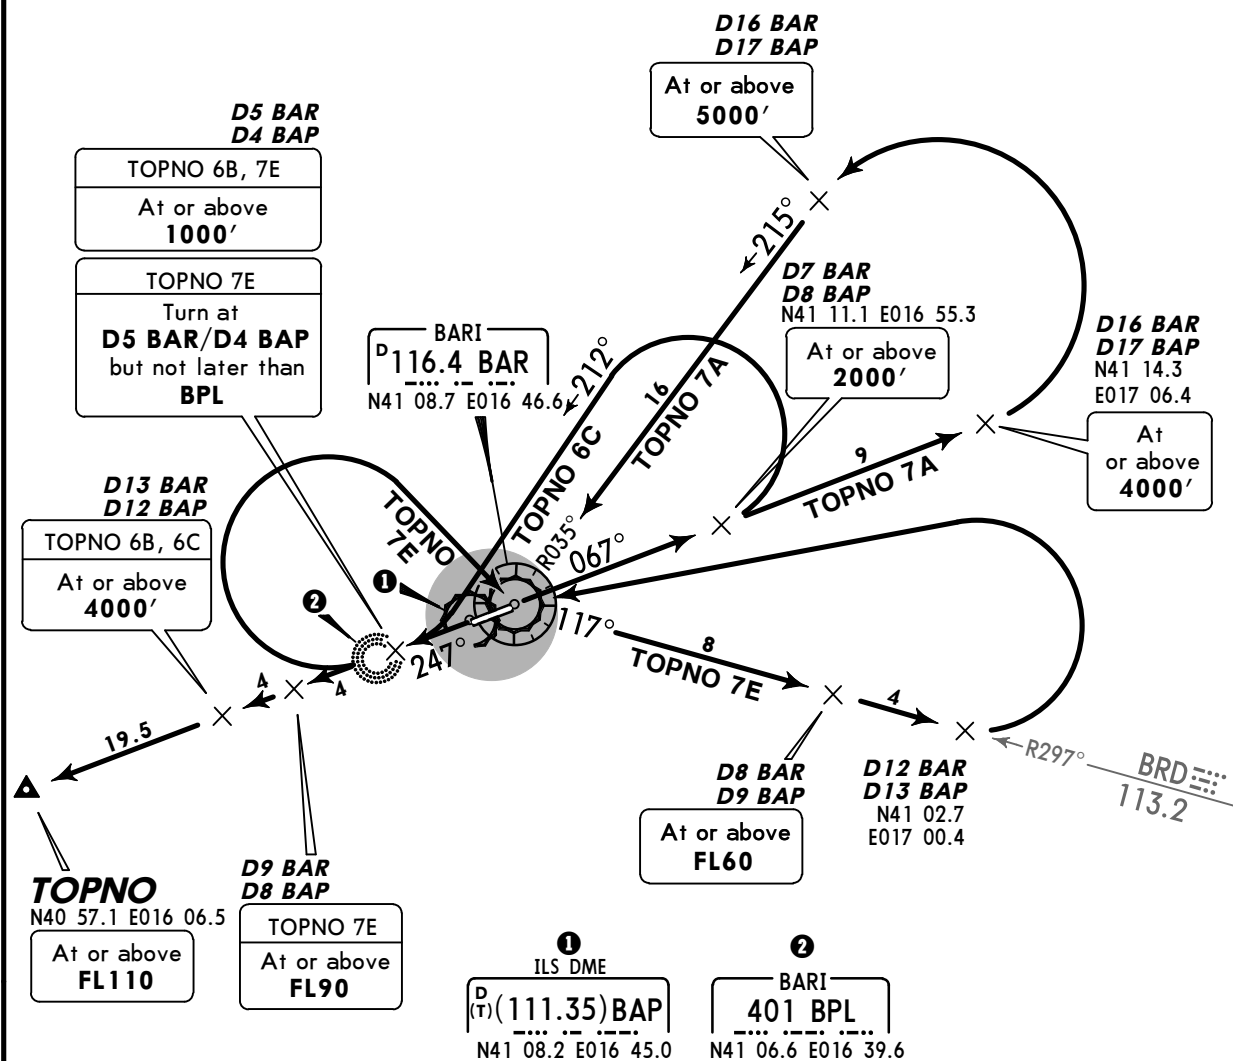 D16 BAR
D17 BAP
At or above
5000′
D5 BAR
D4 BAP
TOPNO 6B, 7E
At or above
1000′
TOPNO 7E
Turn at
D5 BAR/D4 BAP
but not later than
BPL
BARI
D 116.4 BAR
N41 08.7 E016 46.6
215°
16
TOPNO 7A
R035°
212°
TOPNO 6C
D7 BAR
D8 BAP
N41 11.1 E016 55.3
At or above
2000′
D16 BAR
D17 BAP
N41 14.3
E017 06.4
At
or above
4000′
9
TOPNO 7A
067°
D13 BAR
D12 BAP
TOPNO 6B, 6C
At or above
4000′
TOPNO
7E
1
2
247°
4
4
19.5
117°
8
TOPNO 7E
4
R297°
BRD
113.2
D8 BAR
D9 BAP
At or above
FL60
D12 BAR
D13 BAP
N41 02.7
E017 00.4
TOPNO
N40 57.1 E016 06.5
At or above
FL110
D9 BAR
D8 BAP
TOPNO 7E
At or above
FL90
1
ILS DME
D
(T) (111.35) BAP
N41 08.2 E016 45.0
2
BARI
401 BPL
N41 06.6 E016 39.6